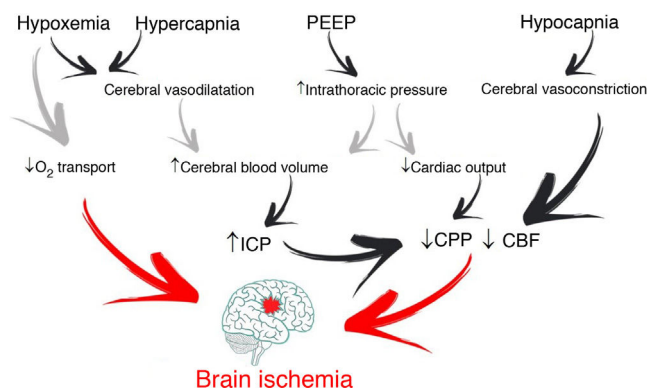 Hypoxemia Hypercapnia PEEP Hypocapnia
Cerebral vasodilatation ↑Intrathoracic pressure Cerebral vasoconstriction
↓O₂ transport ↑Cerebral blood volume ↓Cardiac output
↑ICP ↓CPP ↓ CBF
Brain ischemia